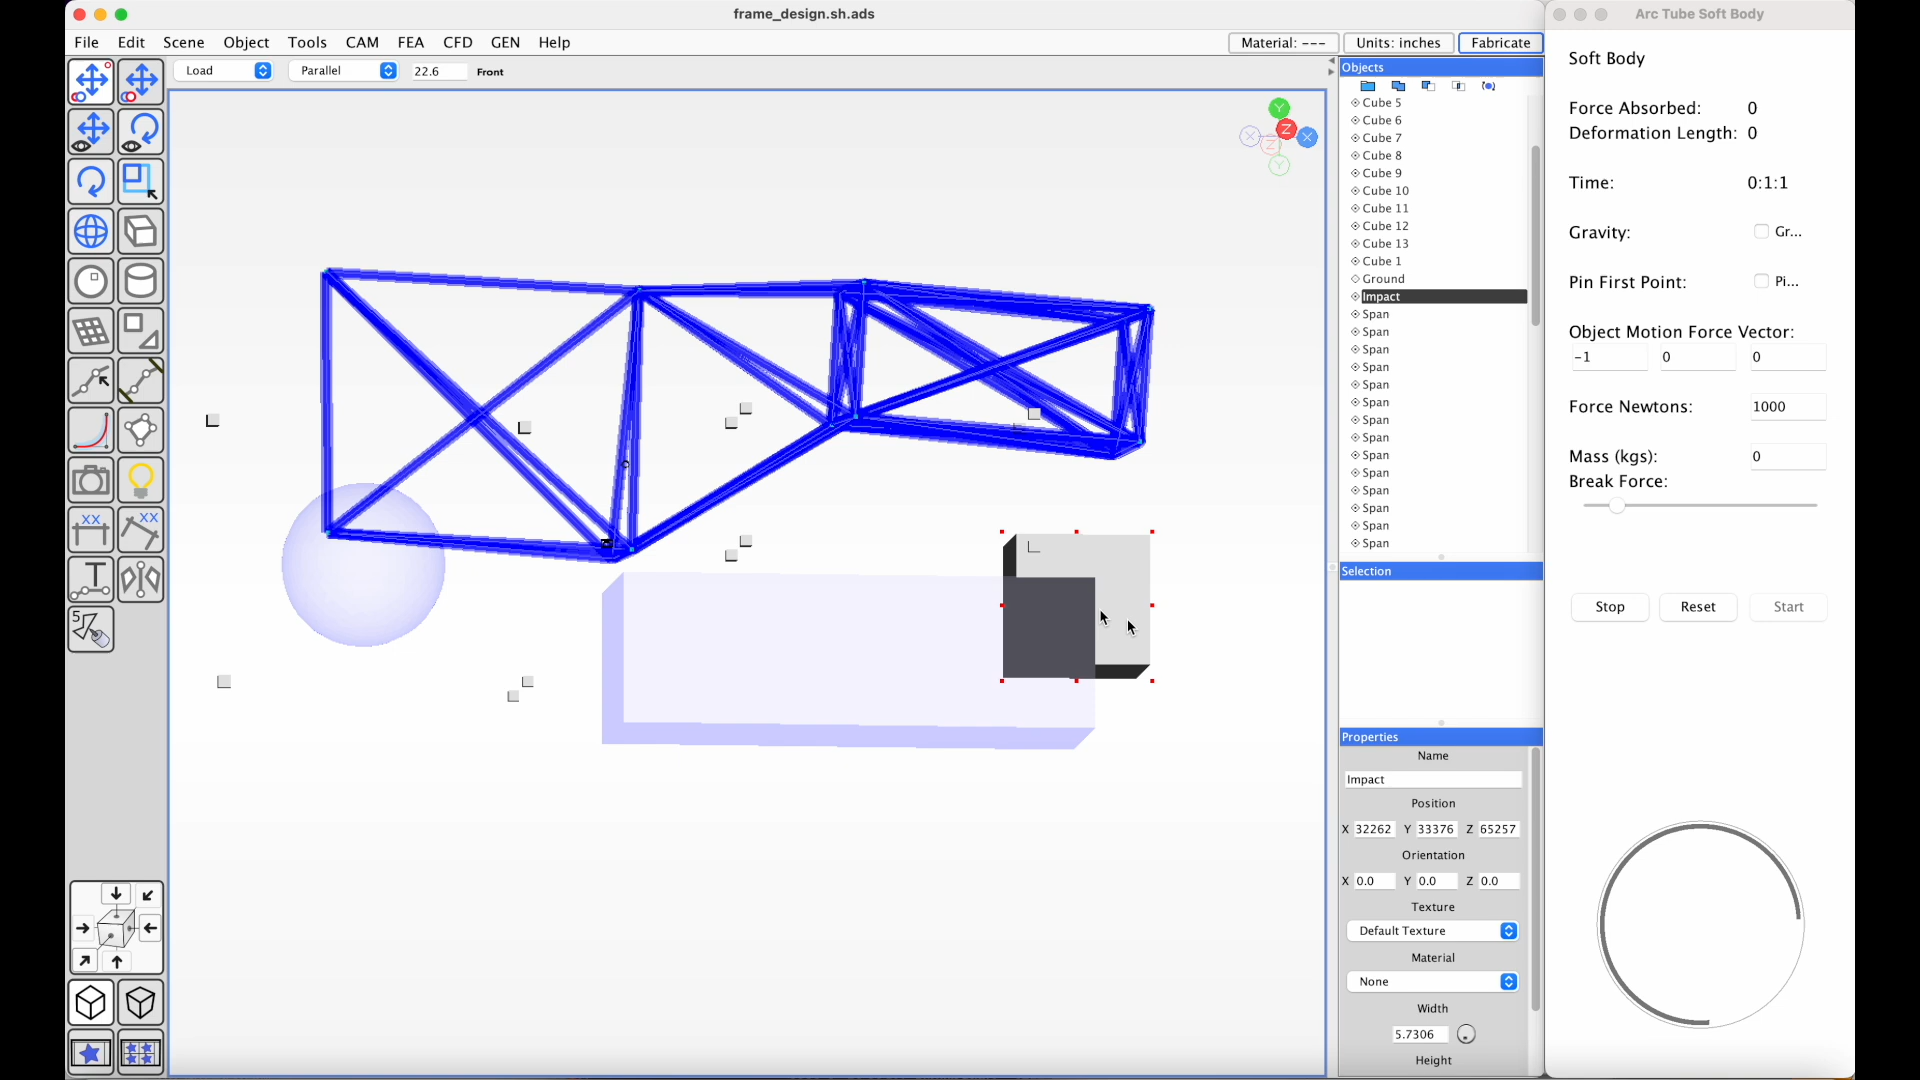 frame_design.sh.ads
File Edit Scene Object Tools CAM FEA CFD GEN Help
Material: ---
Units: inches
Fabricate
Load
Parallel
22.6
Front
Y
Z
X
X
Z
Y
XX
XX
T
5
Objects
Cube 5
Cube 6
Cube 7
Cube 8
Cube 9
Cube 10
Cube 11
Cube 12
Cube 13
Cube 1
Ground
Impact
Span
Span
Span
Span
Span
Span
Span
Span
Span
Span
Span
Span
Span
Span
Selection
Properties
Name
Impact
Position
X 32262 Y 33376 Z 65257
Orientation
X 0.0 Y 0.0 Z 0.0
Texture
Default Texture
Material
None
Width
5.7306
Height
Arc Tube Soft Body
Soft Body
Force Absorbed: 0
Deformation Length: 0
Time: 0:1:1
Gravity: Gr...
Pin First Point: Pi...
Object Motion Force Vector:
-1 0 0
Force Newtons: 1000
Mass (kgs): 0
Break Force:
Stop Reset Start